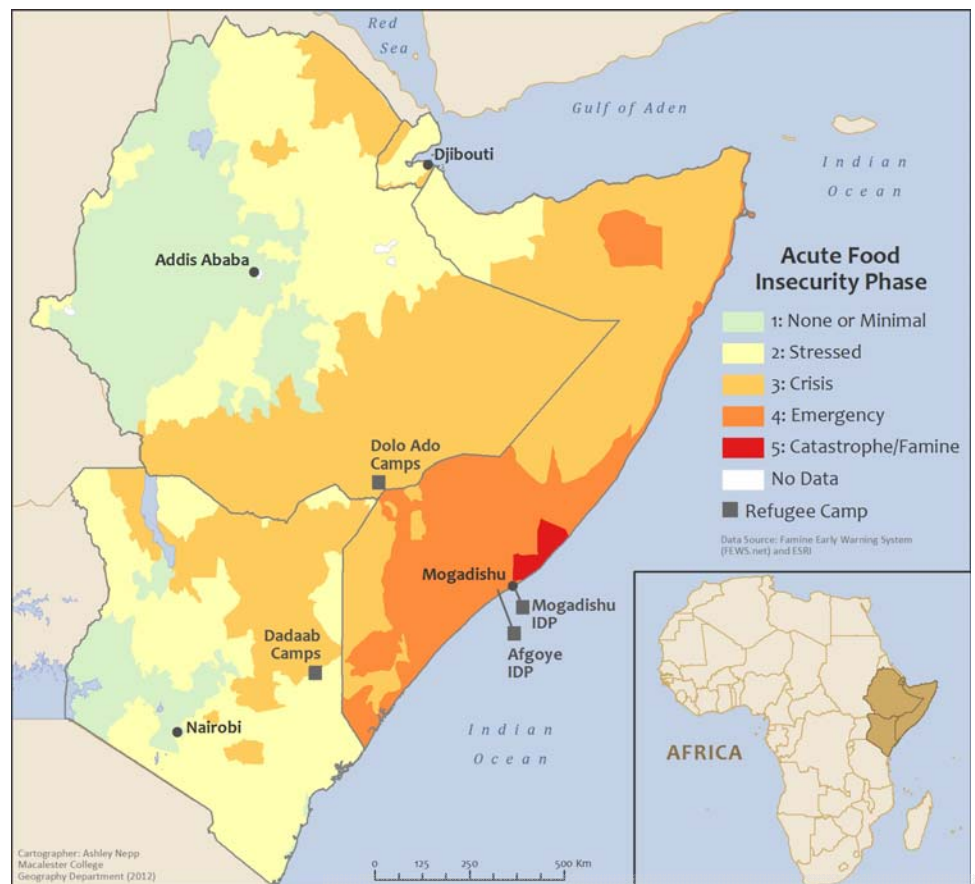 Red
Sea
Gulf of Aden
Djibouti
Indian
Ocean
Addis Ababa
Acute Food
Insecurity Phase
1: None or Minimal
2: Stressed
3: Crisis
4: Emergency
5: Catastrophe/Famine
No Data
Refugee Camp
Data Source: Famine Early Warning System
(FEWS.net) and ESRI
Dolo Ado
Camps
Mogadishu
Mogadishu
IDP
Afgoye
IDP
Dadaab
Camps
Nairobi
Indian
Ocean
AFRICA
Cartographer: Ashley Nepp
Macalester College
Geography Department (2012)
0 125 250 500 Km